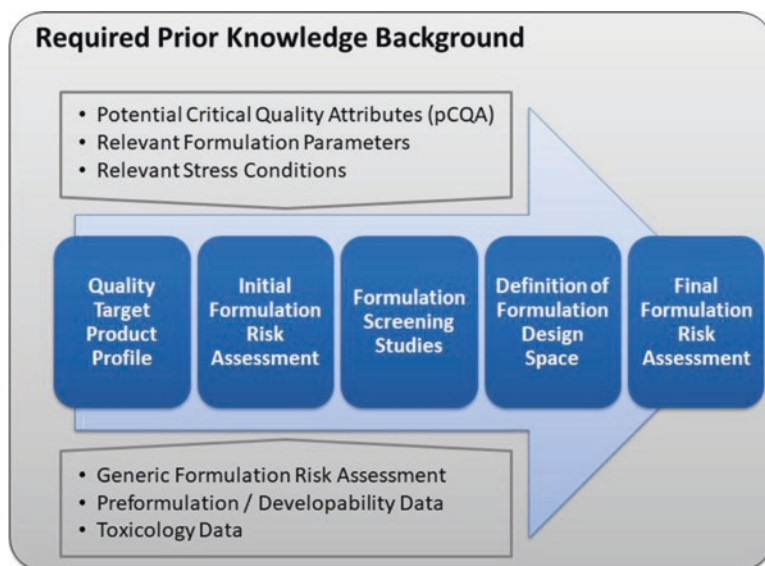 Required Prior Knowledge Background
• Potential Critical Quality Attributes (pCQA)
• Relevant Formulation Parameters
• Relevant Stress Conditions
Quality
Target
Product
Profile
Initial
Formulation
Risk
Assessment
Formulation
Screening
Studies
Definition of
Formulation
Design
Space
Final
Formulation
Risk
Assessment
• Generic Formulation Risk Assessment
• Preformulation / Developability Data
• Toxicology Data